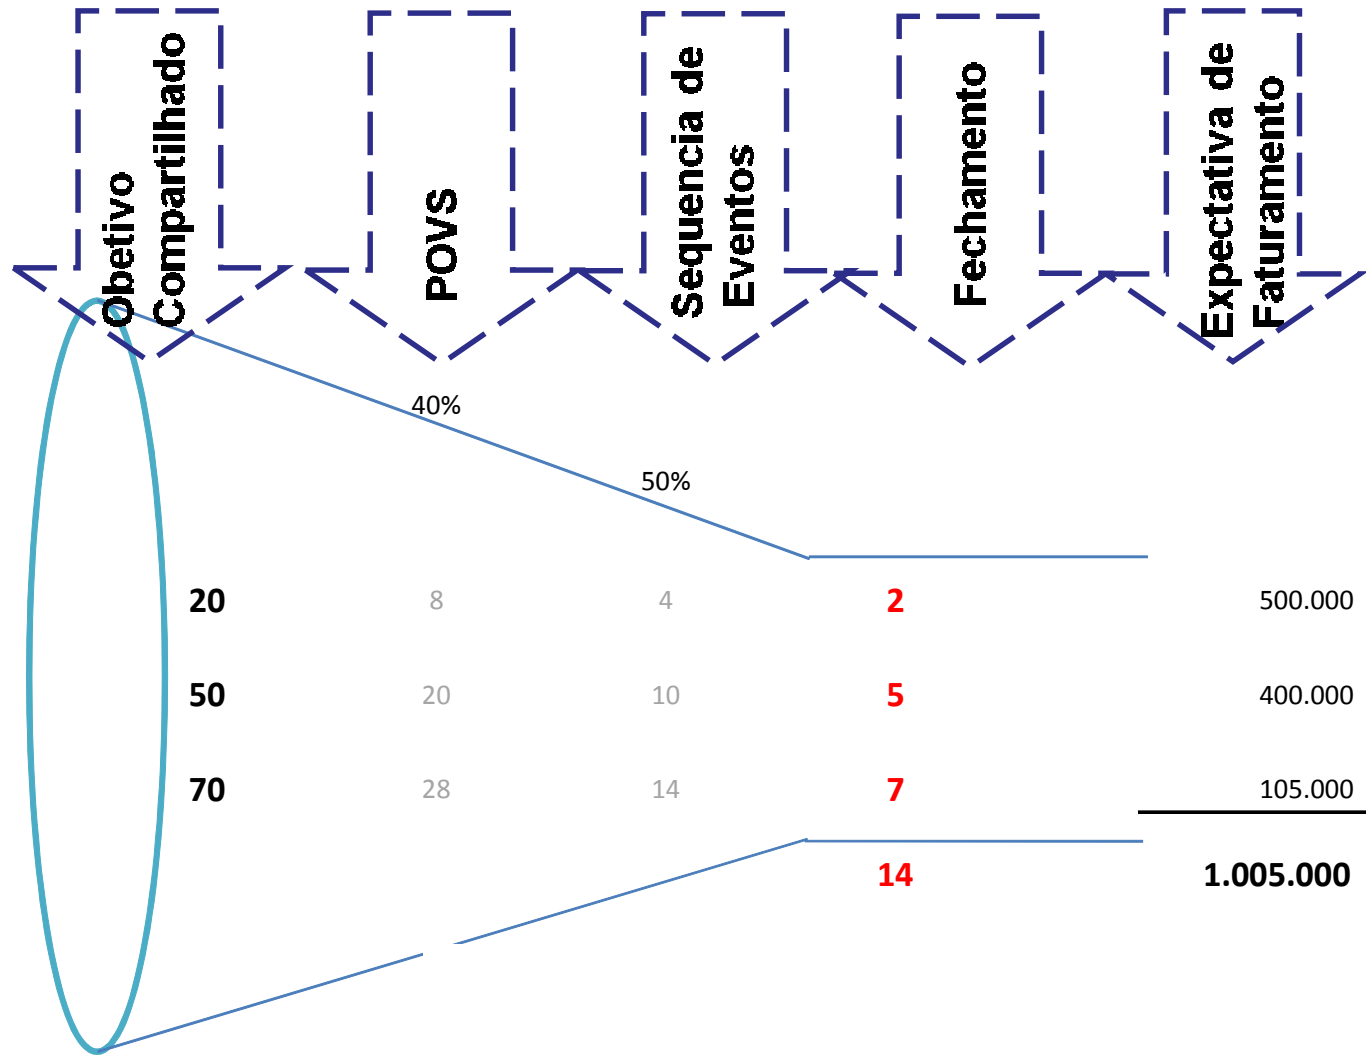 Obetivo
Compartilhado
POVS
Sequencia de
Eventos
Fechamento
Expectativa de
Faturamento
40%
50%
20 8 4 2 500.000
50 20 10 5 400.000
70 28 14 7 105.000
14 1.005.000